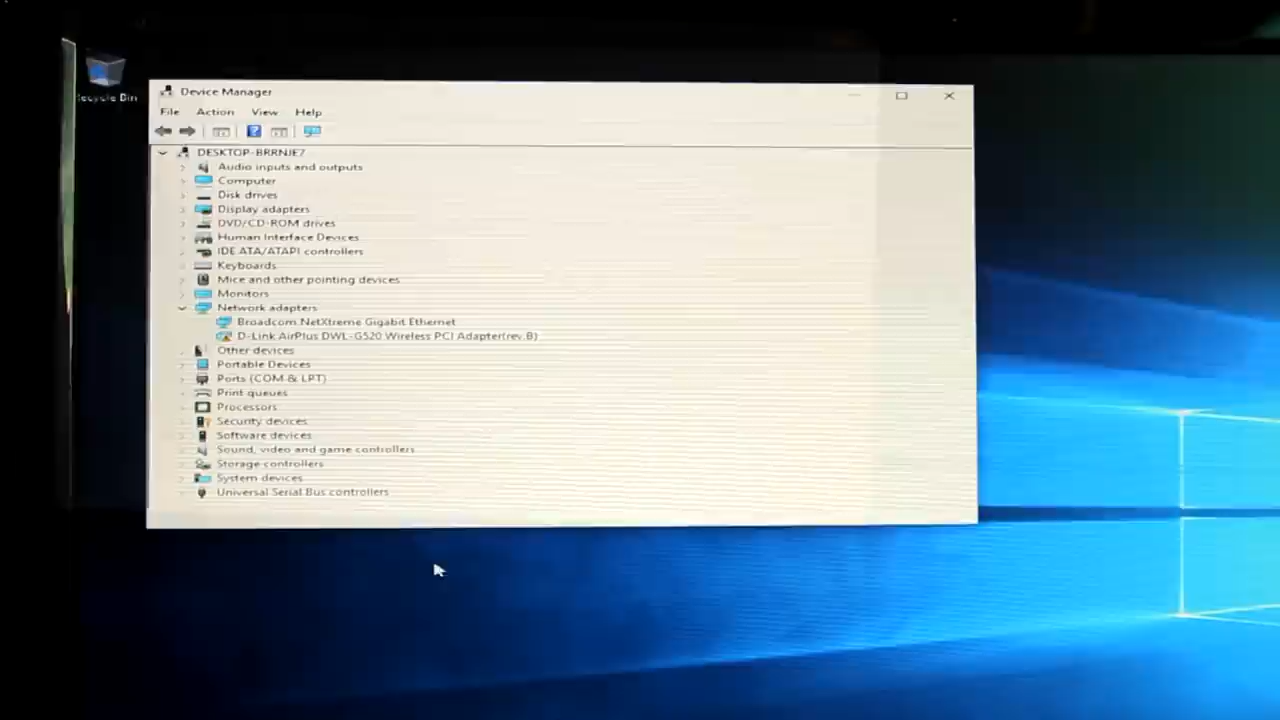 Recycle Bin
Device Manager
File Action View Help
DESKTOP-BRRNJE7
Audio inputs and outputs
Computer
Disk drives
Display adapters
DVD/CD-ROM drives
Human Interface Devices
IDE ATA/ATAPI controllers
Keyboards
Mice and other pointing devices
Monitors
Network adapters
Broadcom NetXtreme Gigabit Ethernet
D-Link AirPlus DWL-G520 Wireless PCI Adapter(rev.B)
Other devices
Portable Devices
Ports (COM & LPT)
Print queues
Processors
Security devices
Software devices
Sound, video and game controllers
Storage controllers
System devices
Universal Serial Bus controllers